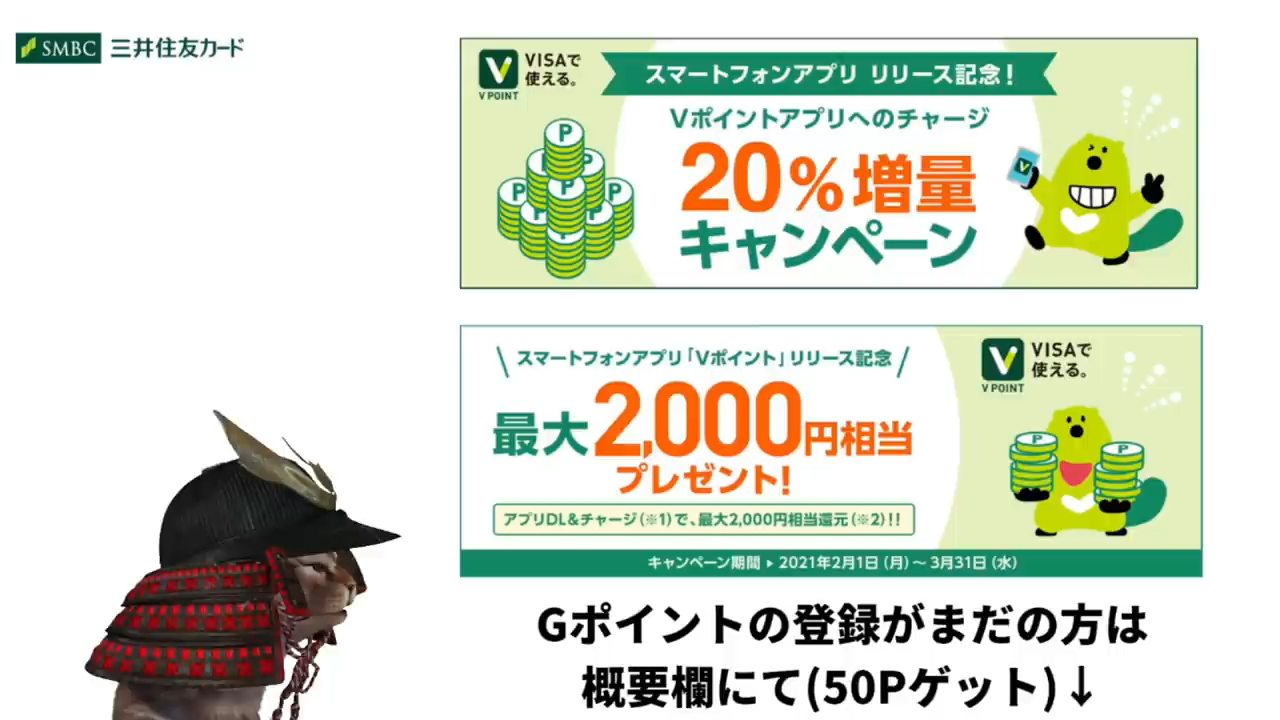 SMBC 三井住友カード
VISAで
使える。
V POINT
スマートフォンアプリ リリース記念！
Vポイントアプリへのチャージ
20%増量
キャンペーン
スマートフォンアプリ「Vポイント」リリース記念
最大2,000円相当
プレゼント！
アプリDL&チャージ(※1)で、最大2,000円相当還元(※2)!!
VISAで
使える。
V POINT
キャンペーン期間 ▶ 2021年2月1日(月)～3月31日(水)
Gポイントの登録がまだの方は
概要欄にて(50Pゲット)↓